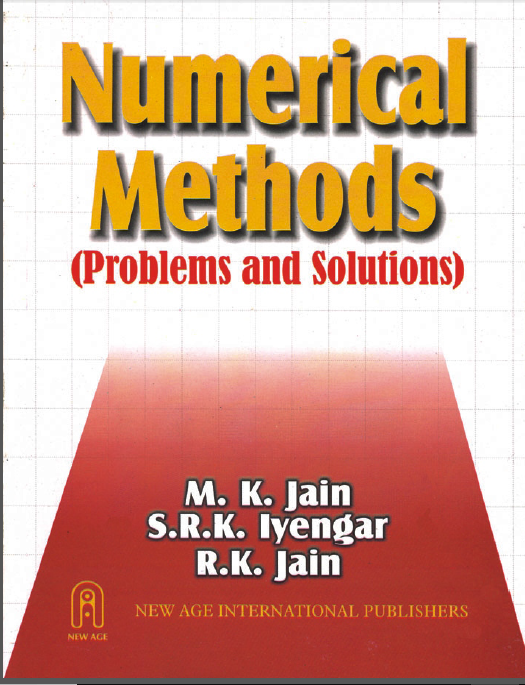 Numerical
Methods
(Problems and Solutions)
M. K. Jain
S.R.K. Iyengar
R.K. Jain
NEW AGE INTERNATIONAL PUBLISHERS
NEW AGE